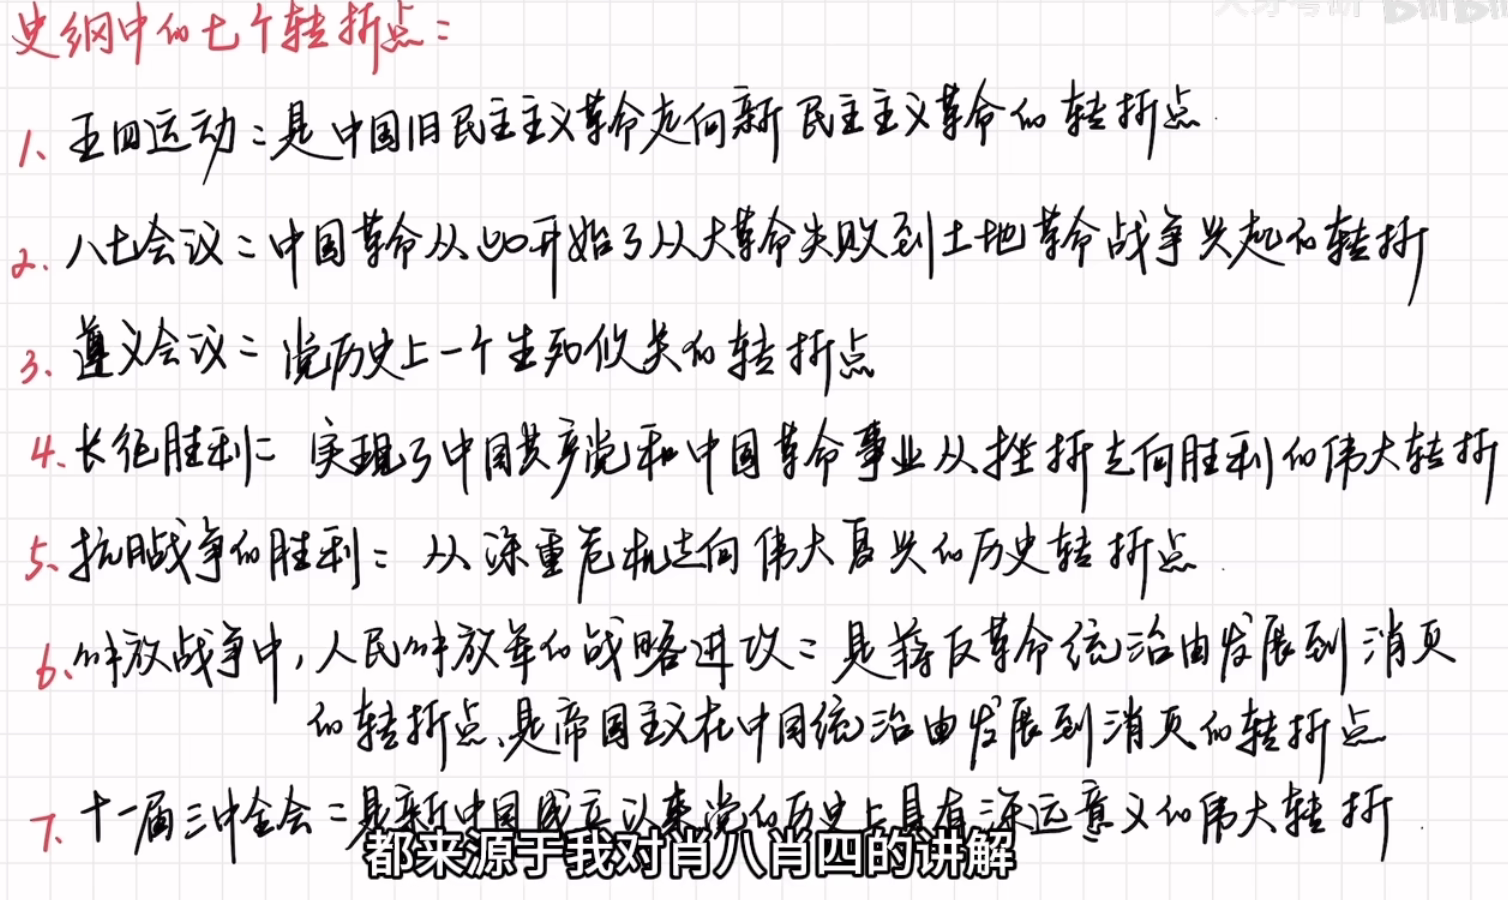 史纲中的七个转折点：
1、五四运动：是中国旧民主主义革命走向新民主主义革命的转折点
2、八七会议：中国革命从此开始了从大革命失败到土地革命战争兴起的转折
3、遵义会议：党历史上一个生死攸关的转折点
4、长征胜利：实现了中国共产党和中国革命事业从挫折走向胜利的伟大转折
5、抗日战争的胜利：从深重危机走向伟大复兴的历史转折点
6、解放战争中，人民解放军的战略进攻：是蒋反革命统治由发展到消灭
的转折点、是帝国主义在中国统治由发展到消灭的转折点
7、十一届三中全会：是新中国成立以来党的历史上具有深远意义的伟大转折
都来源于我对肖八肖四的讲解